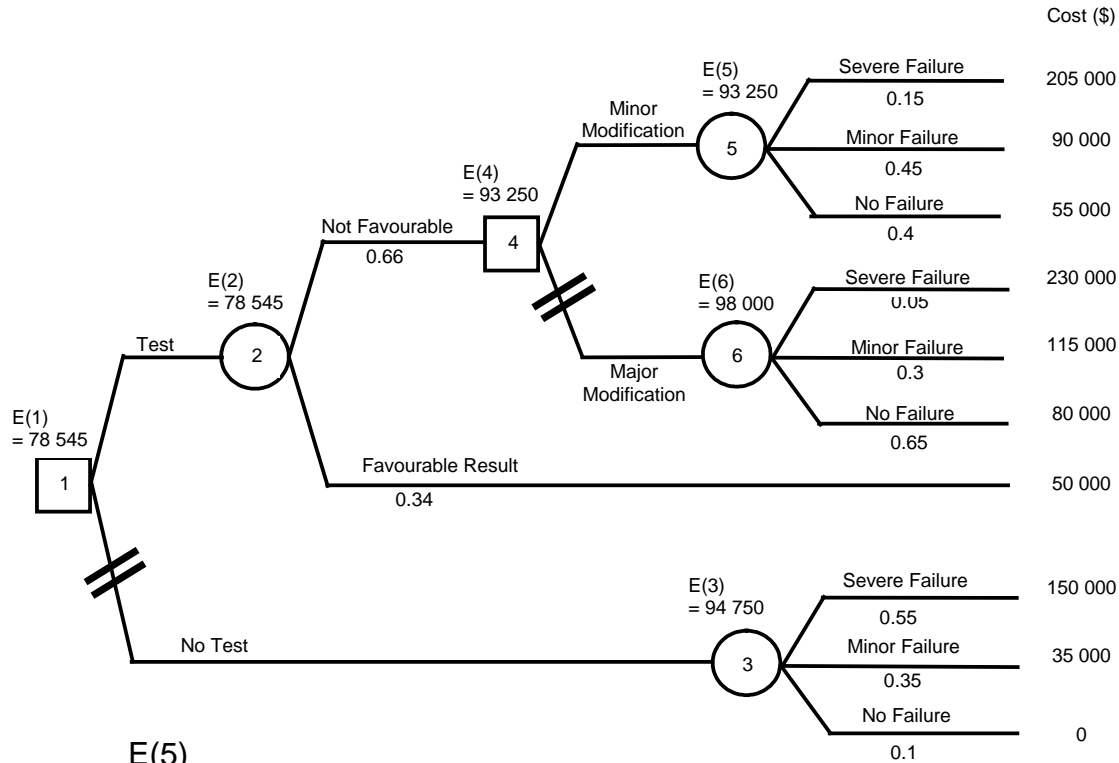 Cost ($)
E(5)
= 93 250
Severe Failure
0.15
205 000
Minor
Modification
5
Minor Failure
0.45
90 000
E(4)
= 93 250
No Failure
0.4
55 000
Not Favourable
0.66
4
E(2)
= 78 545
E(6)
= 98 000
Severe Failure
0.05
230 000
Test
2
6
Minor Failure
0.3
115 000
Major
Modification
No Failure
0.65
80 000
E(1)
= 78 545
1
Favourable Result
0.34
50 000
E(3)
= 94 750
Severe Failure
0.55
150 000
No Test
3
Minor Failure
0.35
35 000
No Failure
0.1
0
E(5)